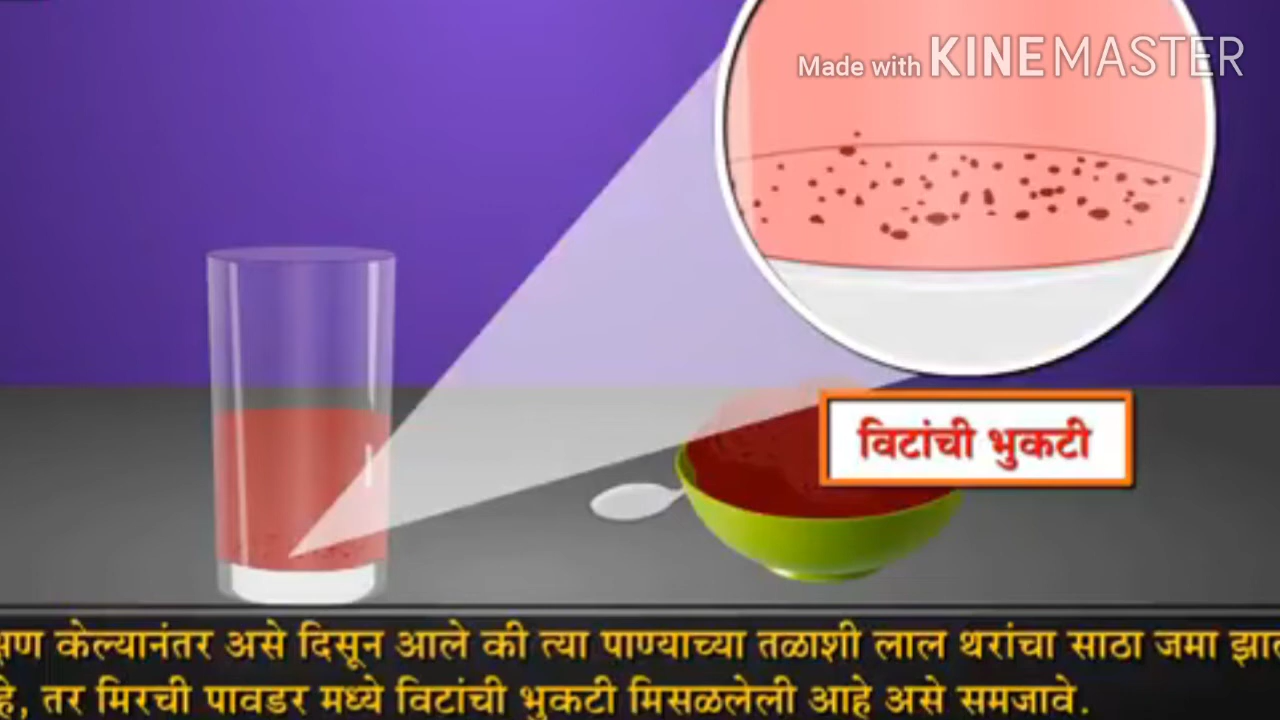 Made with KINEMASTER
विटांची भुकटी
केल्यानंतर असे दिसून आले की त्या पाण्याच्या तळाशी लाल थरांचा साठा जमा
तर मिरची पावडर मध्ये विटांची भुकटी मिसळलेली आहे असे समजावे.